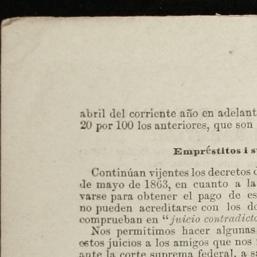 abril del corriente año en adelant
20 por 100 los anteriores, que son
Empréstitos i s
Continúan vijentes los decretos d
de mayo de 1863, en cuanto a la
varse para obtener el pago de es
no pueden acreditarse con los do
comprueban en "juicio contradicto
Nos permitimos hacer algunas
estos juicios a los amigos que nos
ante la corte suprema federal, a sa